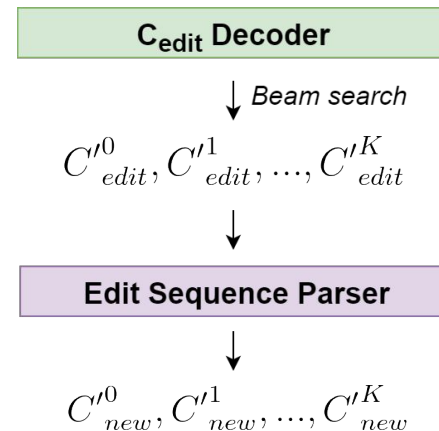 C_edit Decoder
Beam search
C'^0_edit, C'^1_edit, ..., C'^K_edit
Edit Sequence Parser
C'^0_new, C'^1_new, ..., C'^K_new